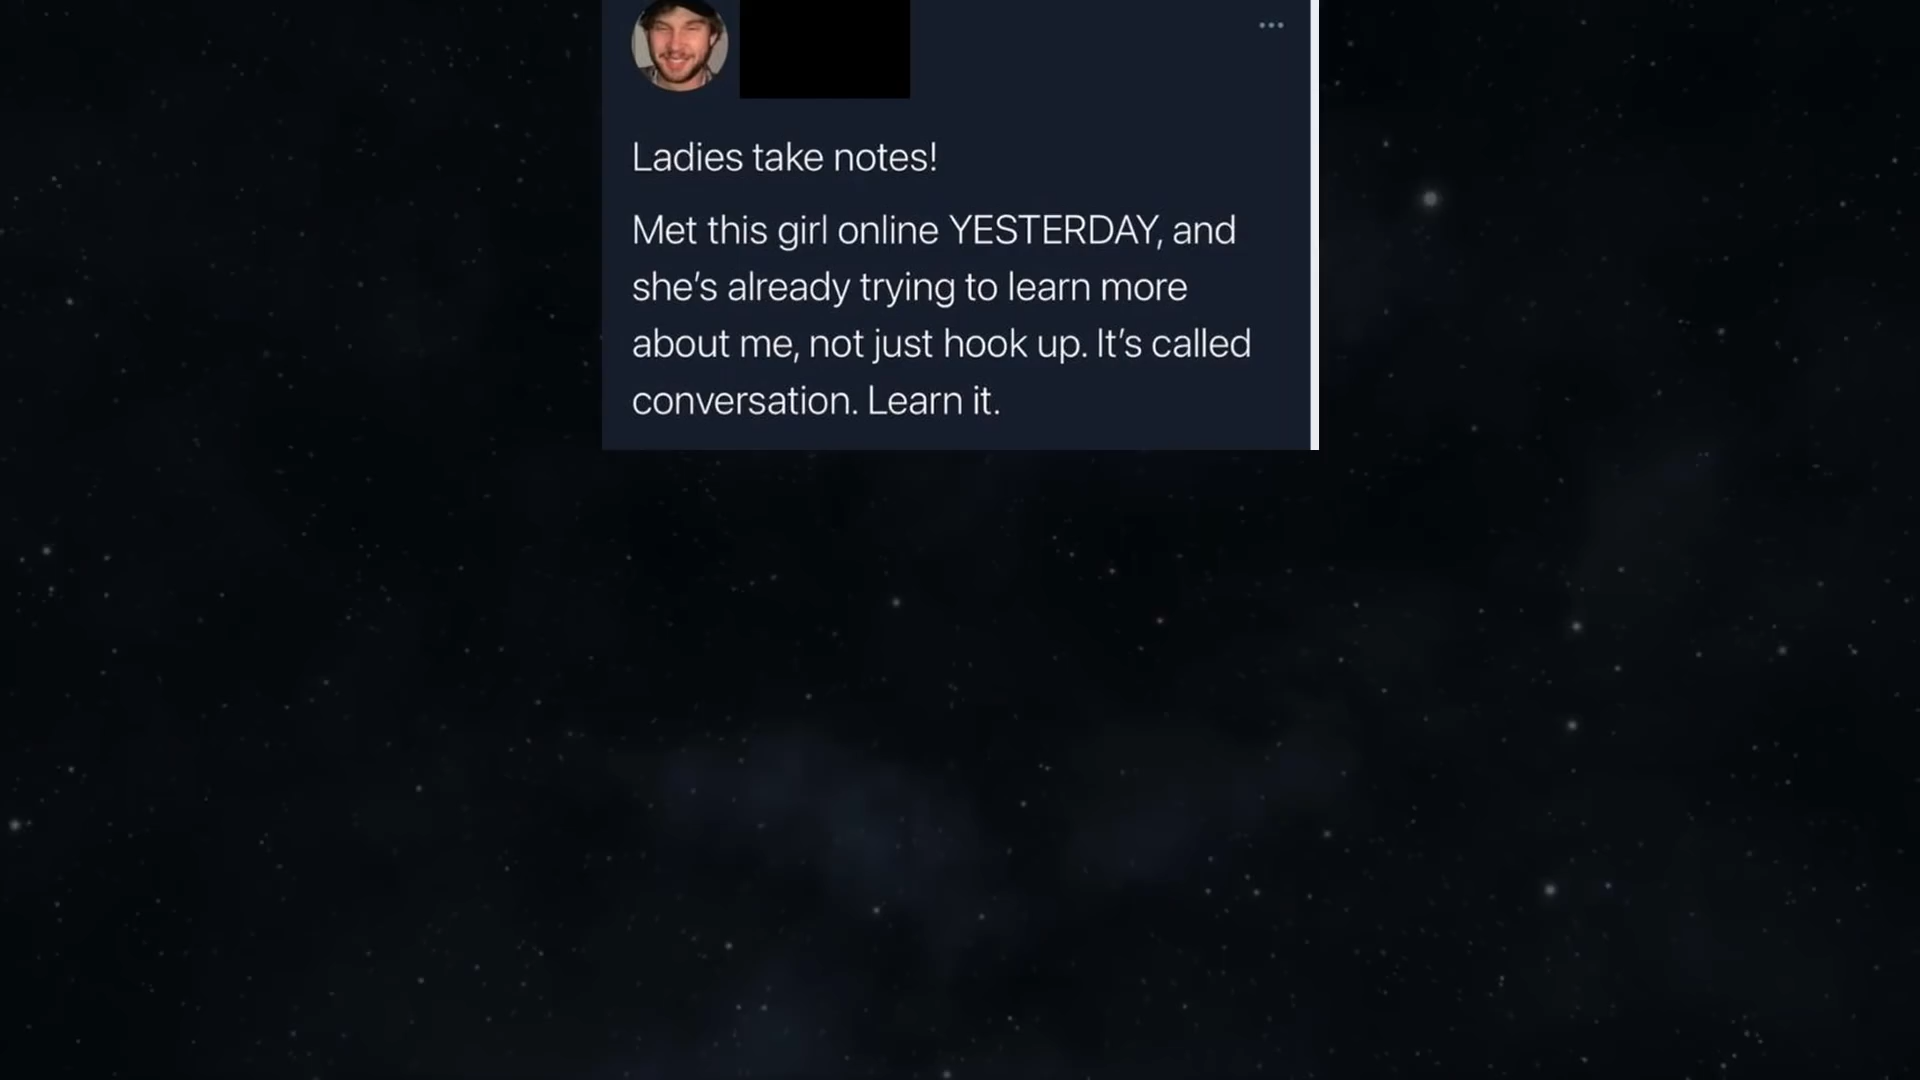 Ladies take notes!
Met this girl online YESTERDAY, and
she’s already trying to learn more
about me, not just hook up. It’s called
conversation. Learn it.